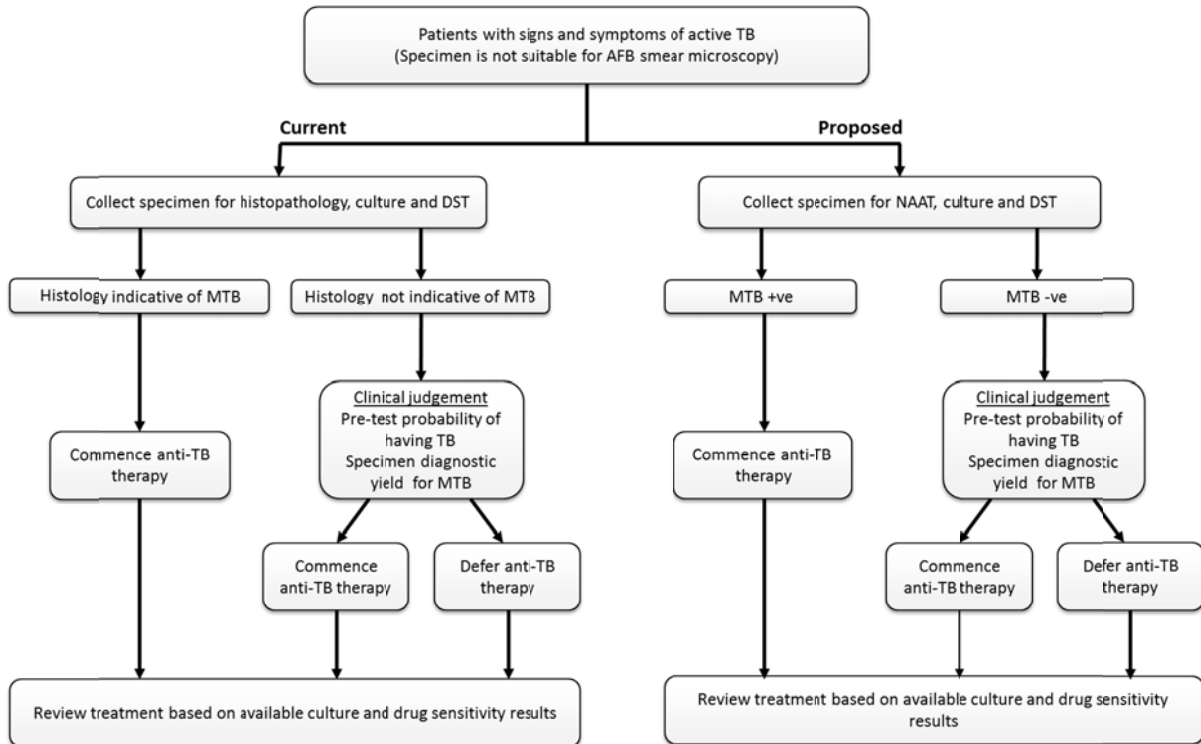 Patients with signs and symptoms of active TB
(Specimen is not suitable for AFB smear microscopy)
Current
Proposed
Collect specimen for histopathology, culture and DST
Collect specimen for NAAT, culture and DST
Histology indicative of MTB
Histology not indicative of MTB
MTB +ve
MTB -ve
Commence anti-TB
therapy
Clinical judgement
Pre-test probability of
having TB
Specimen diagnostic
yield for MTB
Commence anti-TB
therapy
Clinical judgement
Pre-test probability of
having TB
Specimen diagnostic
yield for MTB
Commence
anti-TB therapy
Defer anti-TB
therapy
Commence
anti-TB therapy
Defer anti-TB
therapy
Review treatment based on available culture and drug sensitivity results
Review treatment based on available culture and drug sensitivity
results